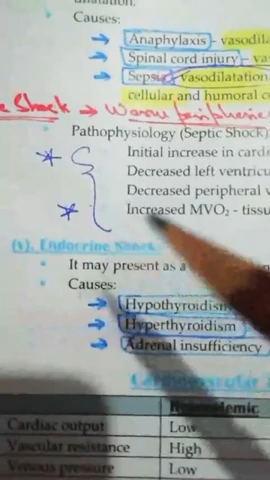 Causes:
Anaphylaxis - vasodila
Spinal cord injury - va
Sepsis vasodilatation
cellular and humoral c
Shock → Warm peripheries
Pathophysiology (Septic Shock)
Initial increase in card
Decreased left ventricu
Decreased peripheral v
Increased MVO₂ - tissu
(v). Endocrine Shock
It may present as a
Causes:
Hypothyroidism
Hyperthyroidism
Adrenal insufficiency
Cardiovascular
Cardiac output Low
Vascular resistance High
Venous pressure Low